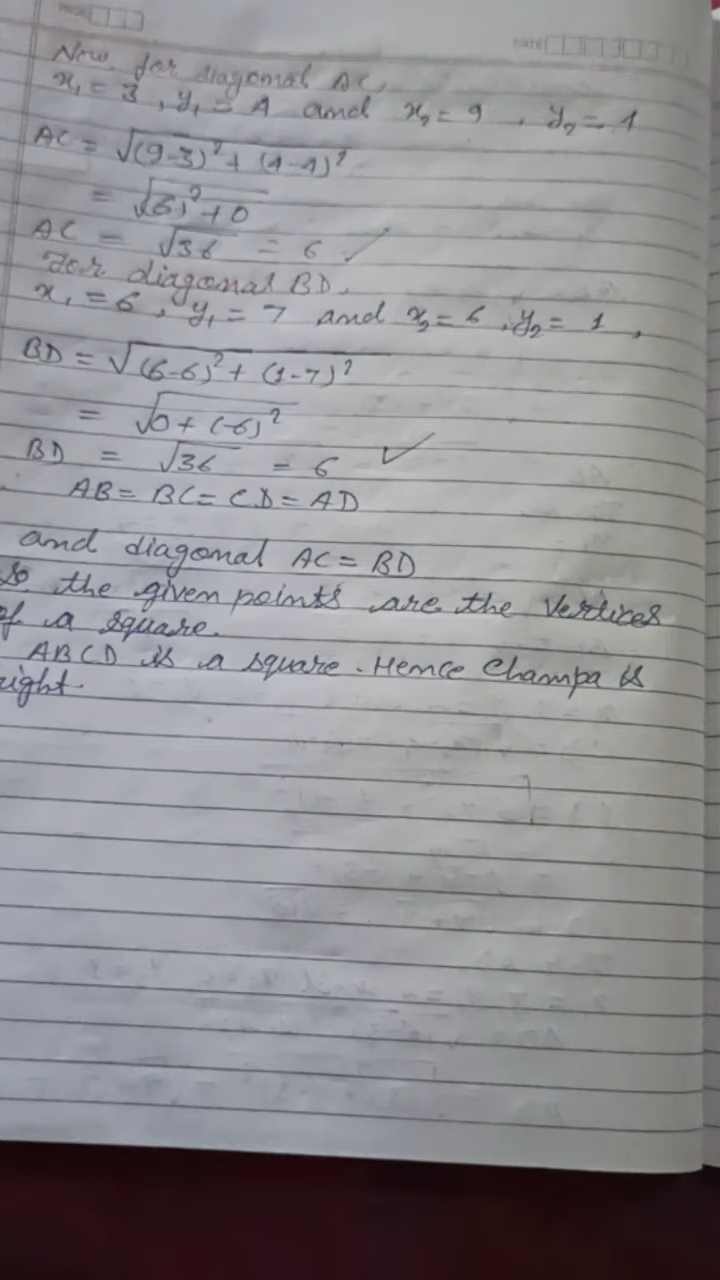 DATE
Now for diagonal AC,
x₁ = 3, y₁ = 4 and x₂ = 9, y₂ = 4
AC = √(9-3)² + (4-4)²
= √(6)² + 0
AC = √36 = 6 ✓
For diagonal BD,
x₁ = 6, y₁ = 7 and x₂ = 6, y₂ = 1,
BD = √(6-6)² + (1-7)²
= √0 + (-6)²
BD = √36 = 6 ✓
AB = BC = CD = AD
and diagonal AC = BD
So the given points are the vertices
of a square.
ABCD is a square. Hence Champa is
right.